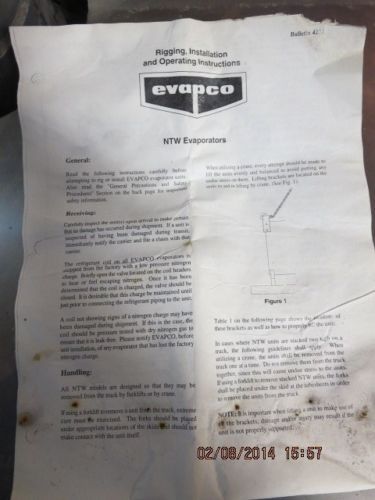 Bulletin
Rigging, Installation
and Operating Instructions
evapco
NTW Evaporators
General:
Read the following instructions carefully before
attempting to rig or install EVAPCO evaporator units.
Also read the "General Precautions and Safety
Procedures" Section on the back page for important
safety information.
Receiving:
Carefully inspect the unit(s) upon arrival to make certain
that no damage has occurred during shipment. If a unit is
suspected of having been damaged during transit,
immediately notify the carrier and file a claim with that
carrier.
The refrigerant coil on all EVAPCO evaporators is
shipped from the factory with a low pressure nitrogen
charge. Briefly open the valve located on the coil headers
to hear or feel escaping nitrogen. Once it has been
determined that the coil is charged, the valve should be
closed. It is desirable that this charge be maintained until
just prior to connecting the refrigerant piping to the unit.
A coil not showing signs of a nitrogen charge may have
been damaged during shipment. If this is the case, the
coil should be pressure tested with dry nitrogen gas to
ensure that it is leak free. Please notify EVAPCO, before
unit installation, of any evaporator that has lost the factory
nitrogen charge.
Handling:
All NTW models are designed so that they may be
removed from the truck by forklifts or by crane.
If using a forklift to remove a unit from the truck, extreme
care must be exercised. The forks should be placed
under appropriate locations of the skids and should not
make contact with the unit itself.
When utilizing a crane, every attempt should be made to
lift the units evenly and balanced to avoid putting any
undue stress on them. Lifting brackets are located on the
units to aid in lifting by crane. (See Fig. 1).
Figure 1
Table 1 on the following page shows the locations of
these brackets as well as how to properly lift the unit.
In cases where NTW units are stacked two high on a
truck, the following guidelines shall apply. When
utilizing a crane, the units shall be removed from the
truck one at a time. Do not remove them from the truck
together, since this will cause undue stress to the units.
If using a forklift to remove stacked NTW units, the forks
shall be placed under the skid at the tubesheets in order
to remove the units from the truck.
NOTE: It is important when lifting a unit to make use of
all the brackets; damage and/or injury may result if the
unit is not properly supported.
02/08/2014 15:57